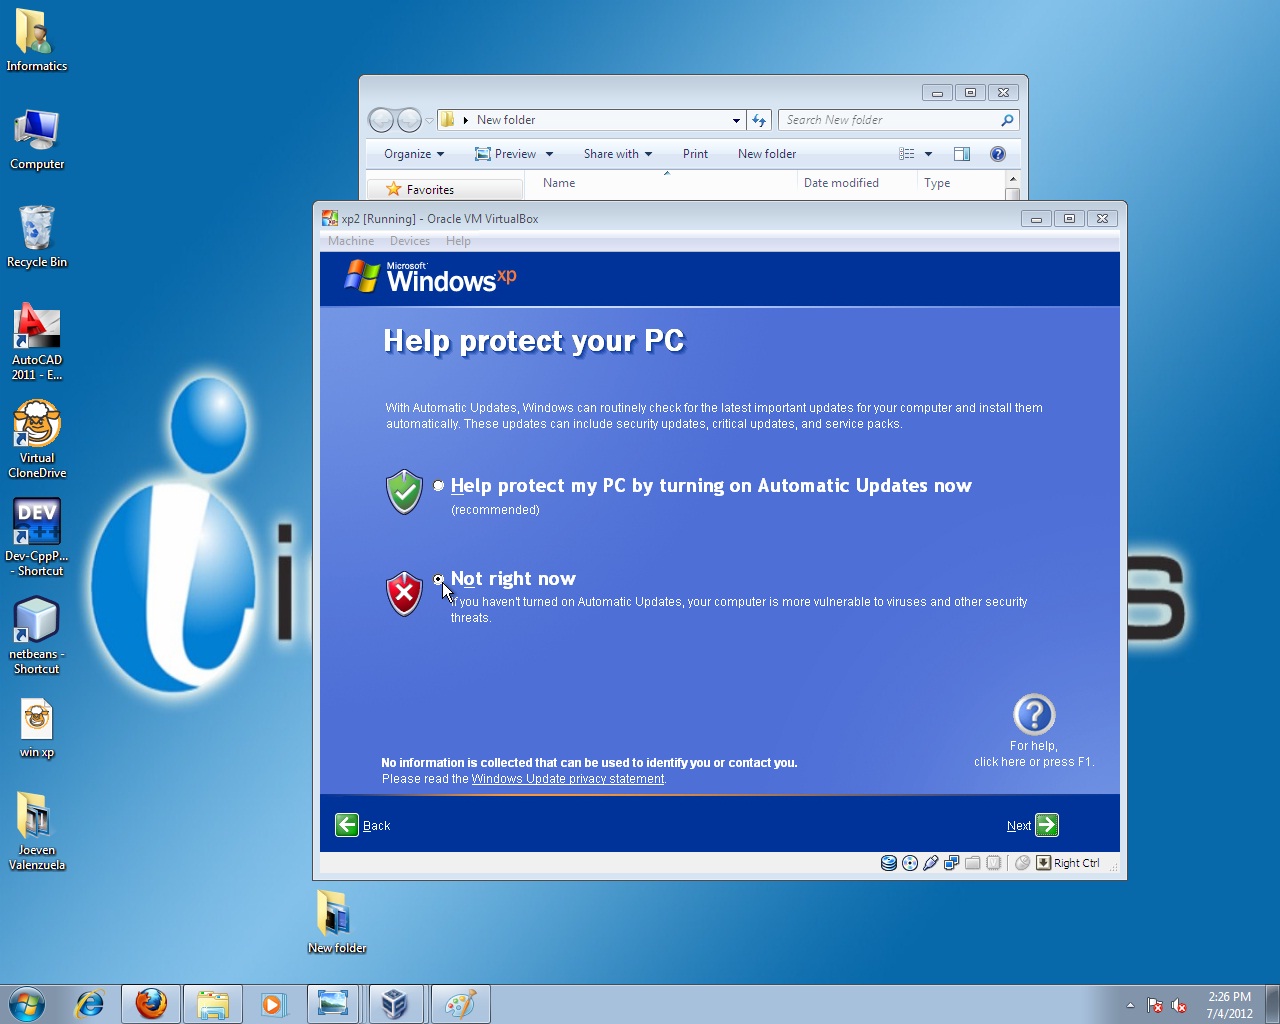 Informatics
Computer
Recycle Bin
AutoCAD
2011 - E...
Virtual
CloneDrive
DEV
C++
Dev-CppP...
- Shortcut
netbeans -
Shortcut
win xp
Joeven
Valenzuela
New folder
New folder
Search New folder
Organize
Preview
Share with
Print
New folder
Favorites
Name
Date modified
Type
xp2 [Running] - Oracle VM VirtualBox
Machine
Devices
Help
Microsoft
Windows xp
Help protect your PC
With Automatic Updates, Windows can routinely check for the latest important updates for your computer and install them
automatically. These updates can include security updates, critical updates, and service packs.
Help protect my PC by turning on Automatic Updates now
(recommended)
Not right now
If you haven't turned on Automatic Updates, your computer is more vulnerable to viruses and other security
threats.
For help,
click here or press F1.
No information is collected that can be used to identify you or contact you.
Please read the Windows Update privacy statement.
Back
Next
Right Ctrl
2:26 PM
7/4/2012